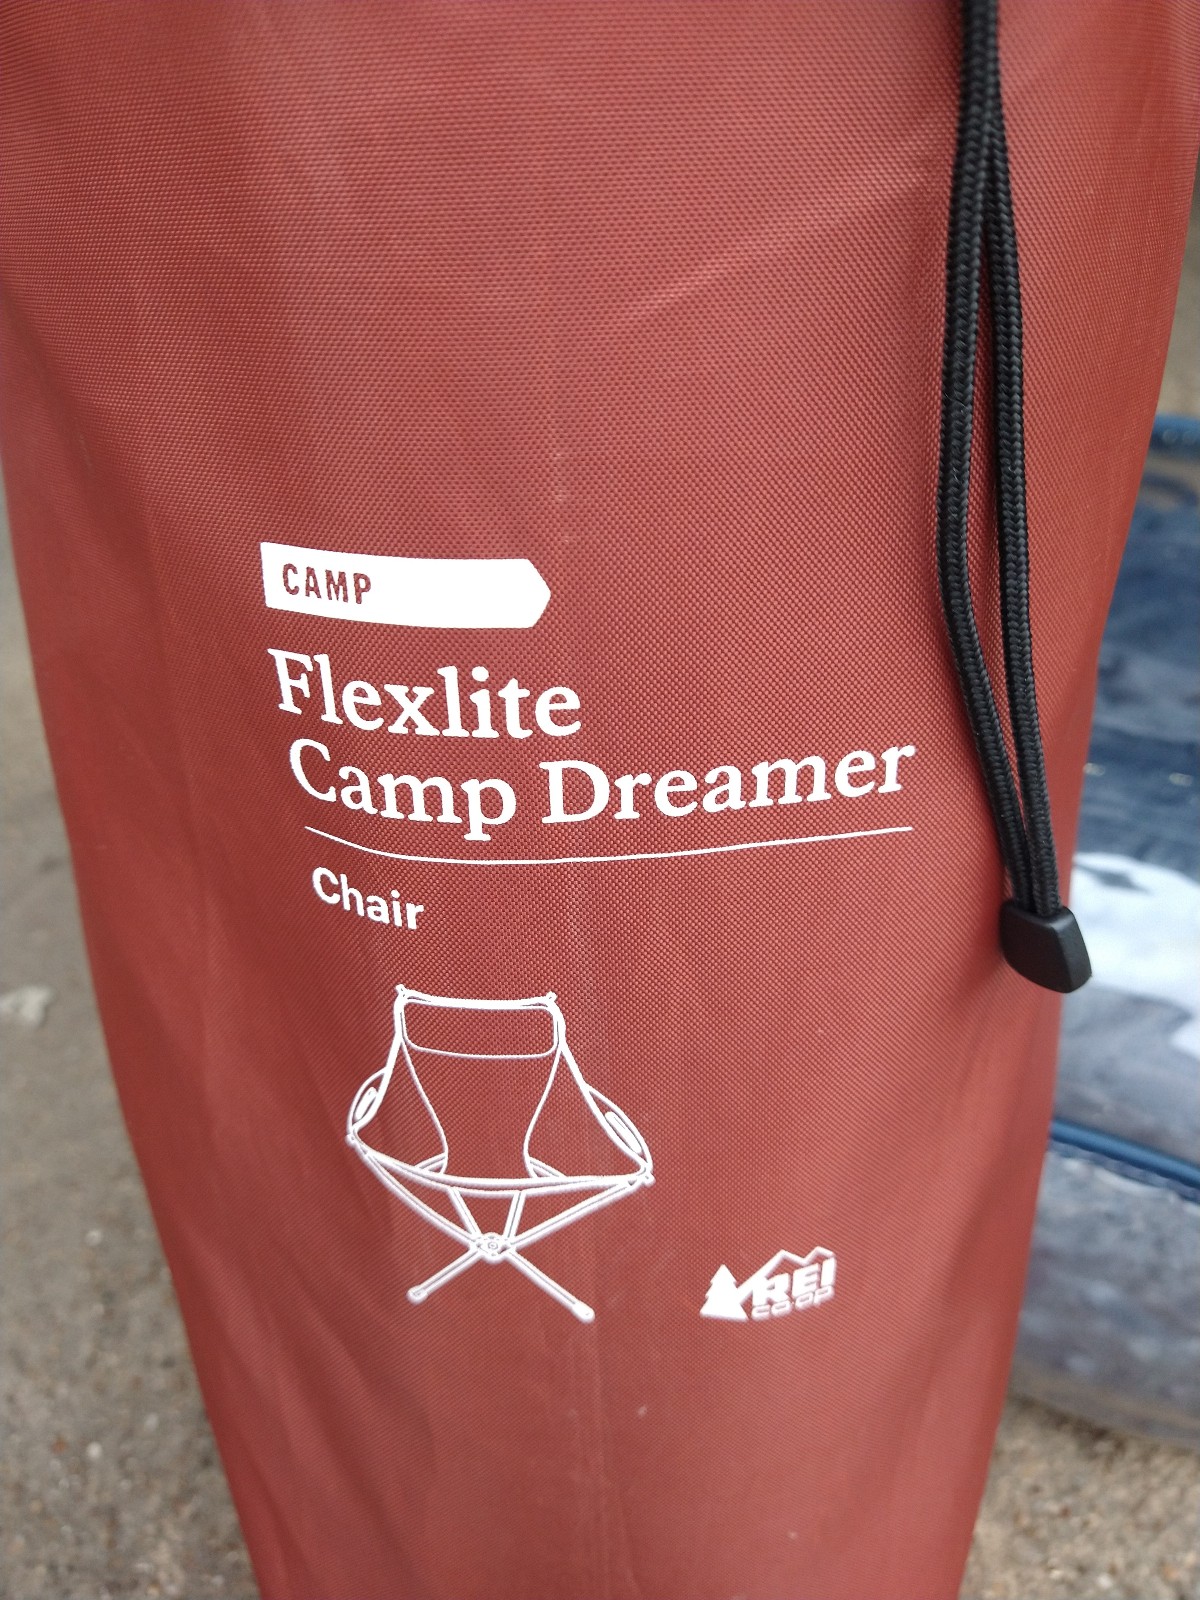 CAMP
Flexlite
Camp Dreamer
Chair
REI
co·op